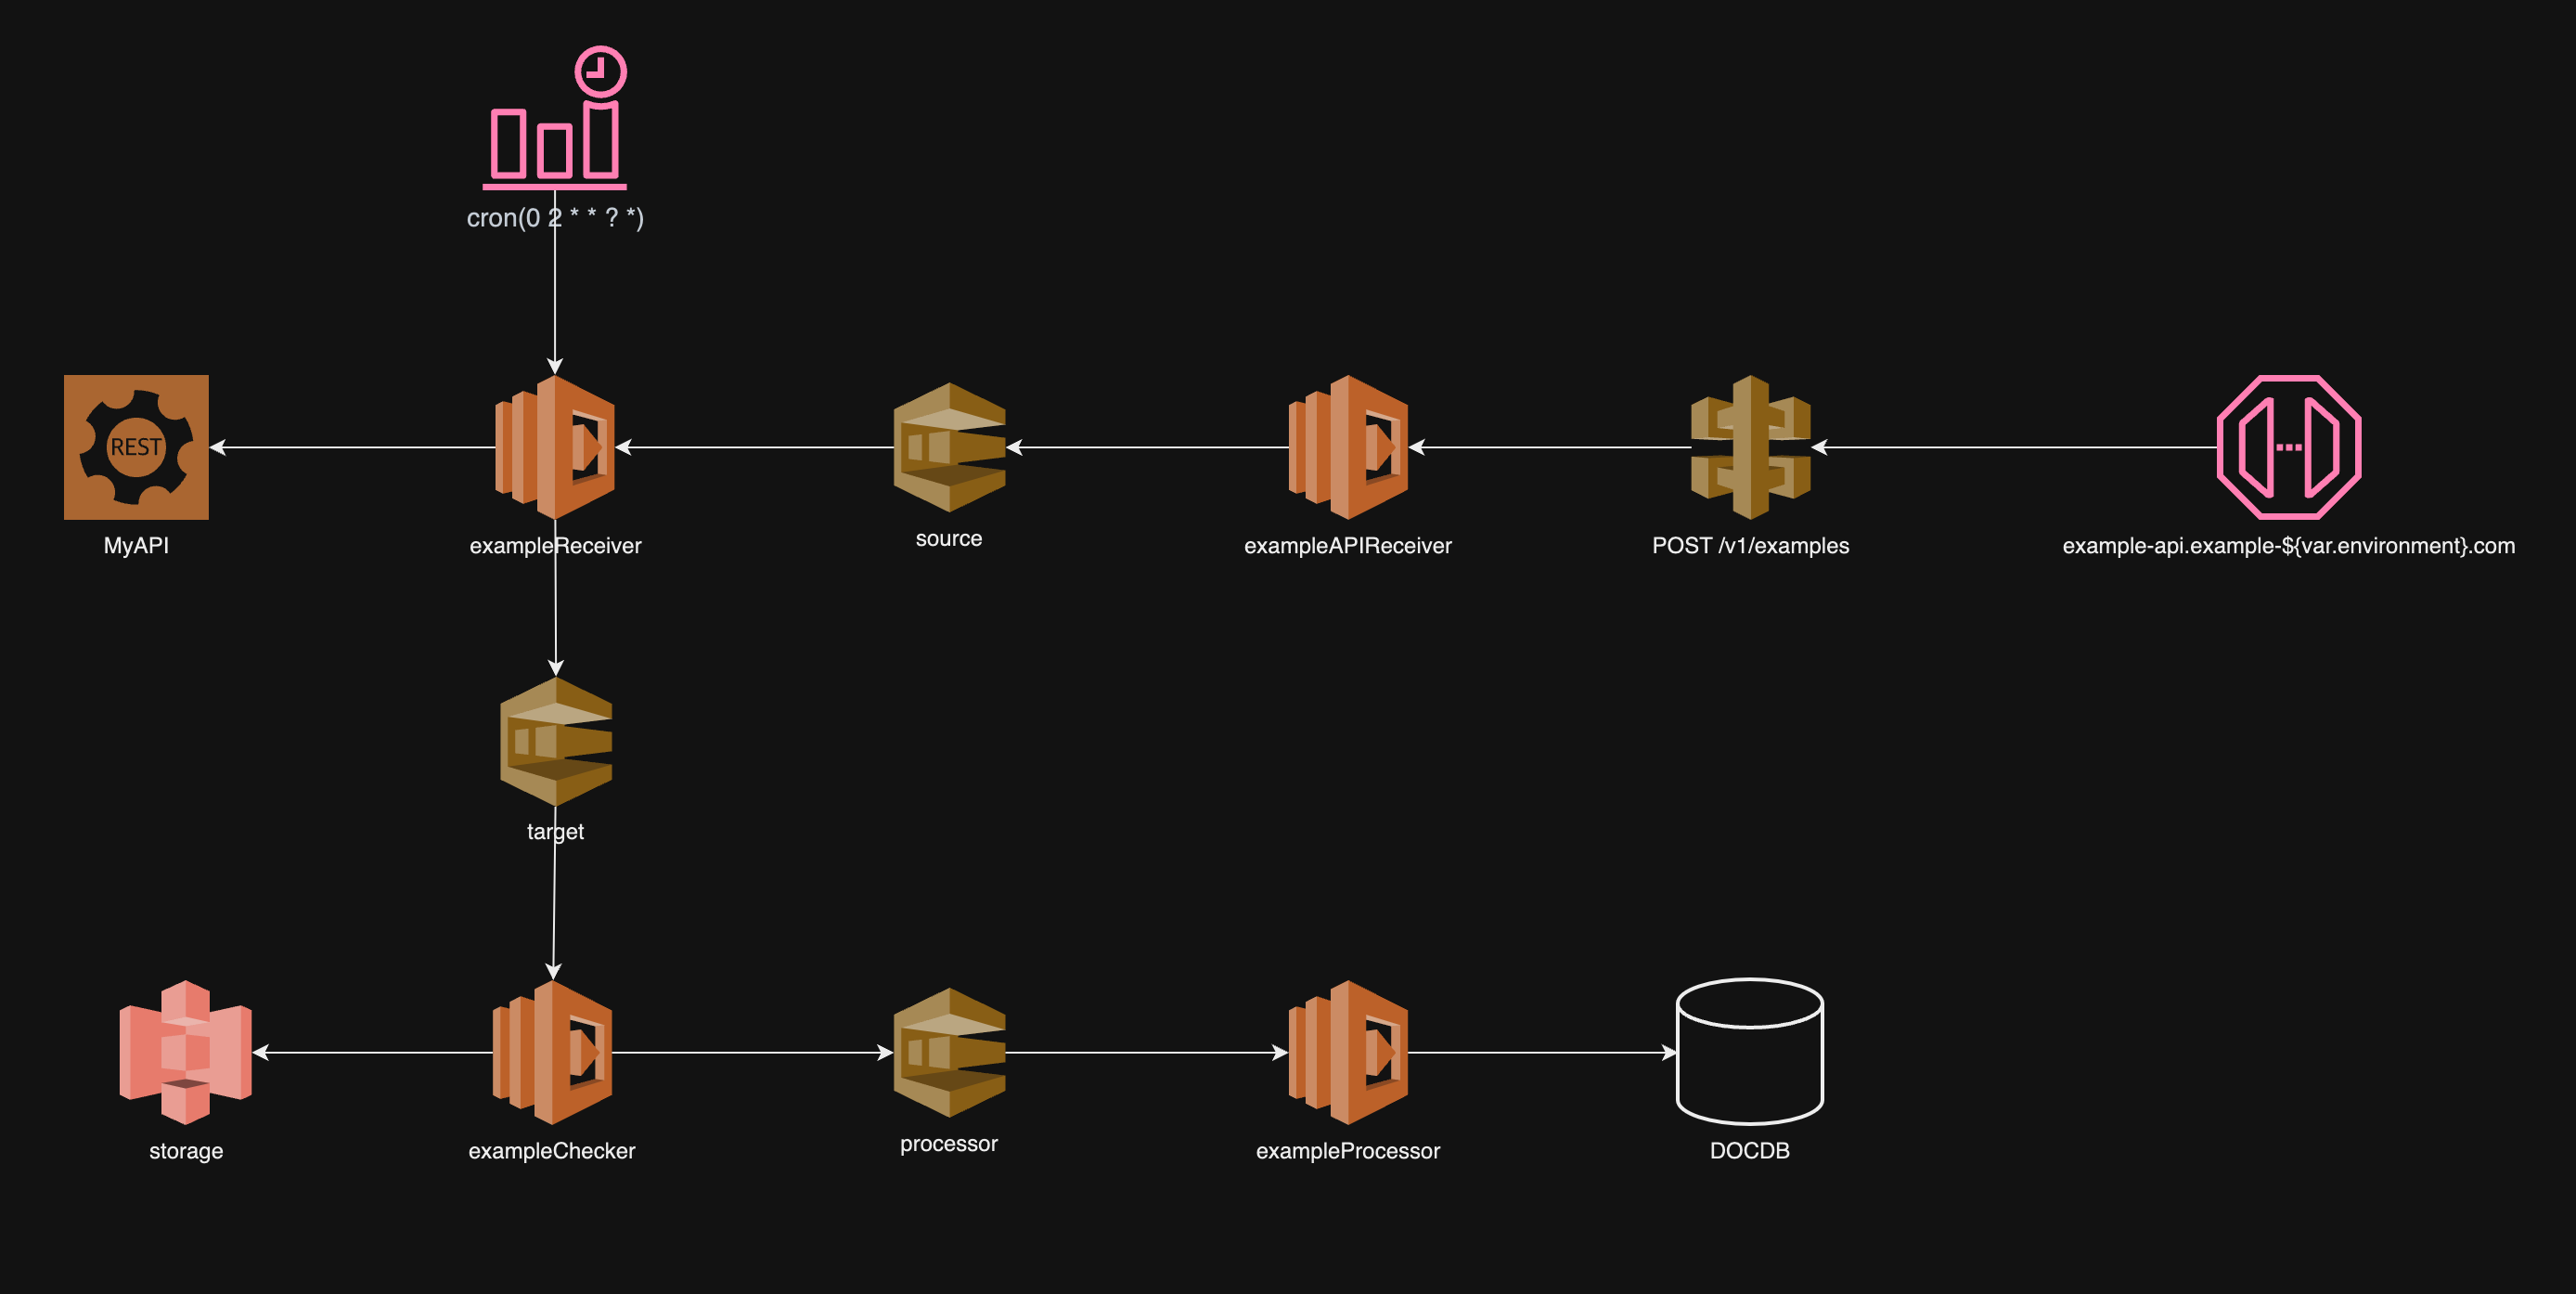 cron(0 2 * * ? *)
REST
MyAPI
exampleReceiver
source
exampleAPIReceiver
POST /v1/examples
example-api.example-${var.environment}.com
target
storage
exampleChecker
processor
exampleProcessor
DOCDB